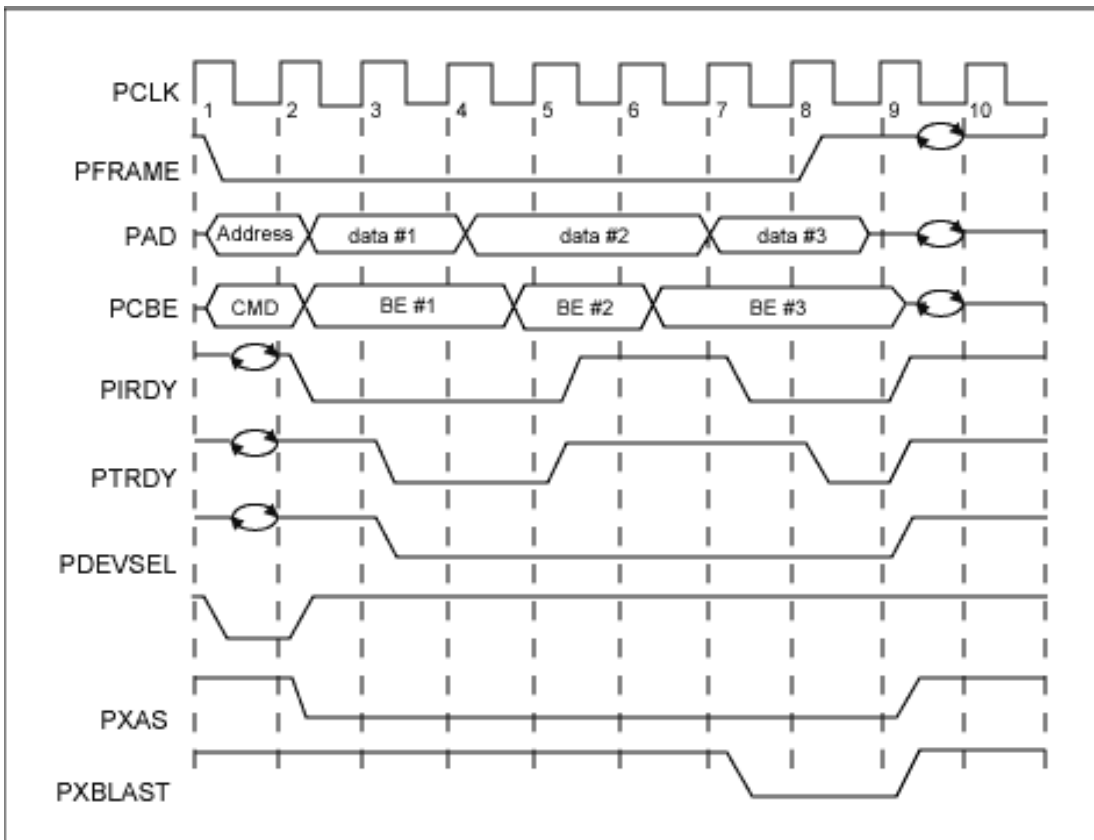 PCLK
1 2 3 4 5 6 7 8 9 10
PFRAME
PAD Address data #1 data #2 data #3
PCBE CMD BE #1 BE #2 BE #3
PIRDY
PTRDY
PDEVSEL
PXAS
PXBLAST